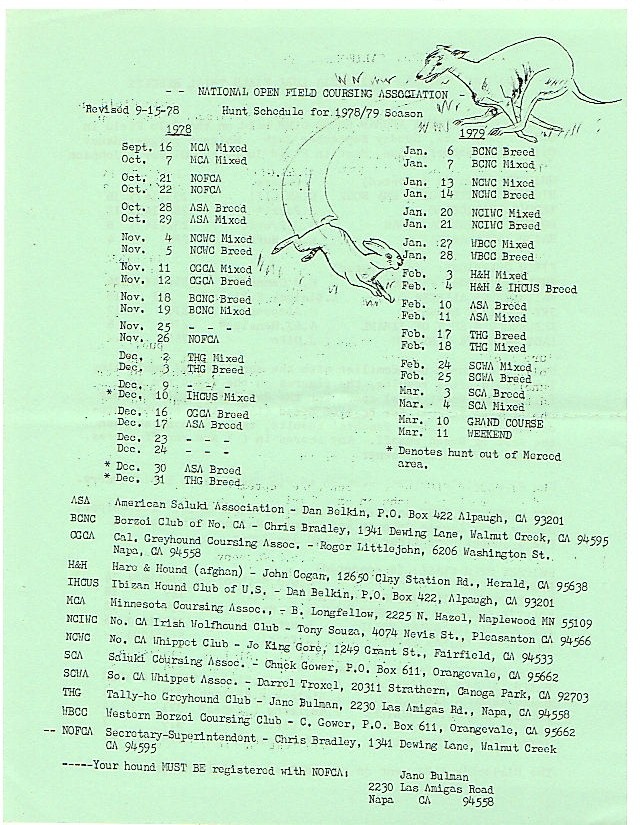 -- NATIONAL OPEN FIELD COURSING ASSOCIATION -
Revised 9-15-78 Hunt Schedule for 1978/79 Season
1978
Sept. 16 MCA Mixed
Oct. 7 MCA Mixed
Oct. 21 NOFCA
Oct. 22 NOFCA
Oct. 28 ASA Breed
Oct. 29 ASA Mixed
Nov. 4 NCWC Mixed
Nov. 5 NCWC Breed
Nov. 11 CGCA Mixed
Nov. 12 CGCA Breed
Nov. 18 BCNC Breed
Nov. 19 BCNC Mixed
Nov. 25 - - -
Nov. 26 NOFCA
Dec. 2 THG Mixed
Dec. 3 THG Breed
Dec. 9 - - -
* Dec. 10 IHCUS Mixed
Dec. 16 CGCA Breed
Dec. 17 ASA Breed
Dec. 23 - - -
Dec. 24 - - -
* Dec. 30 ASA Breed
* Dec. 31 THG Breed
1979
Jan. 6 BCNC Breed
Jan. 7 BCNC Mixed
Jan. 13 NCWC Mixed
Jan. 14 NCWC Breed
Jan. 20 NCIWC Mixed
Jan. 21 NCIWC Breed
Jan. 27 WBCC Mixed
Jan. 28 WBCC Breed
Feb. 3 H&H Mixed
Feb. 4 H&H & IHCUS Breed
Feb. 10 ASA Breed
Feb. 11 ASA Mixed
Feb. 17 THG Breed
Feb. 18 THG Mixed
Feb. 24 SCWA Mixed
Feb. 25 SCWA Breed
Mar. 3 SCA Breed
Mar. 4 SCA Mixed
Mar. 10 GRAND COURSE
Mar. 11 WEEKEND
* Denotes hunt out of Merced
area.
ASA American Saluki Association - Dan Belkin, P.O. Box 422 Alpaugh, CA 93201
BCNC Borzoi Club of No. CA - Chris Bradley, 1341 Dewing Lane, Walnut Creek, CA 94595
CGCA Cal. Greyhound Coursing Assoc. - Roger Littlejohn, 6206 Washington St.
Napa, CA 94558
H&H Hare & Hound (afghan) - John Cogan, 12650 Clay Station Rd., Herald, CA 95638
IHCUS Ibizan Hound Club of U.S. - Dan Belkin, P.O. Box 422, Alpaugh, CA 93201
MCA Minnesota Coursing Assoc., - B. Longfellow, 2225 N. Hazel, Maplewood MN 55109
NCIWC No. CA Irish Wolfhound Club - Tony Souza, 4074 Nevis St., Pleasanton CA 94566
NCWC No. CA Whippet Club - Jo King Gore, 1249 Grant St., Fairfield, CA 94533
SCA Saluki Coursing Assoc. - Chuck Gower, P.O. Box 611, Orangevale, CA 95662
SCWA So. CA Whippet Assoc. - Darrel Troxel, 20311 Strathern, Canoga Park, CA 92703
THG Tally-ho Greyhound Club - Jane Bulman, 2230 Las Amigas Rd., Napa, CA 94558
WBCC Western Borzoi Coursing Club - C. Gower, P.O. Box 611, Orangevale, CA 95662
-- NOFCA Secretary-Superintendent - Chris Bradley, 1341 Dewing Lane, Walnut Creek
CA 94595
-----Your hound MUST BE registered with NOFCA:
Jane Bulman
2230 Las Amigas Road
Napa CA 94558